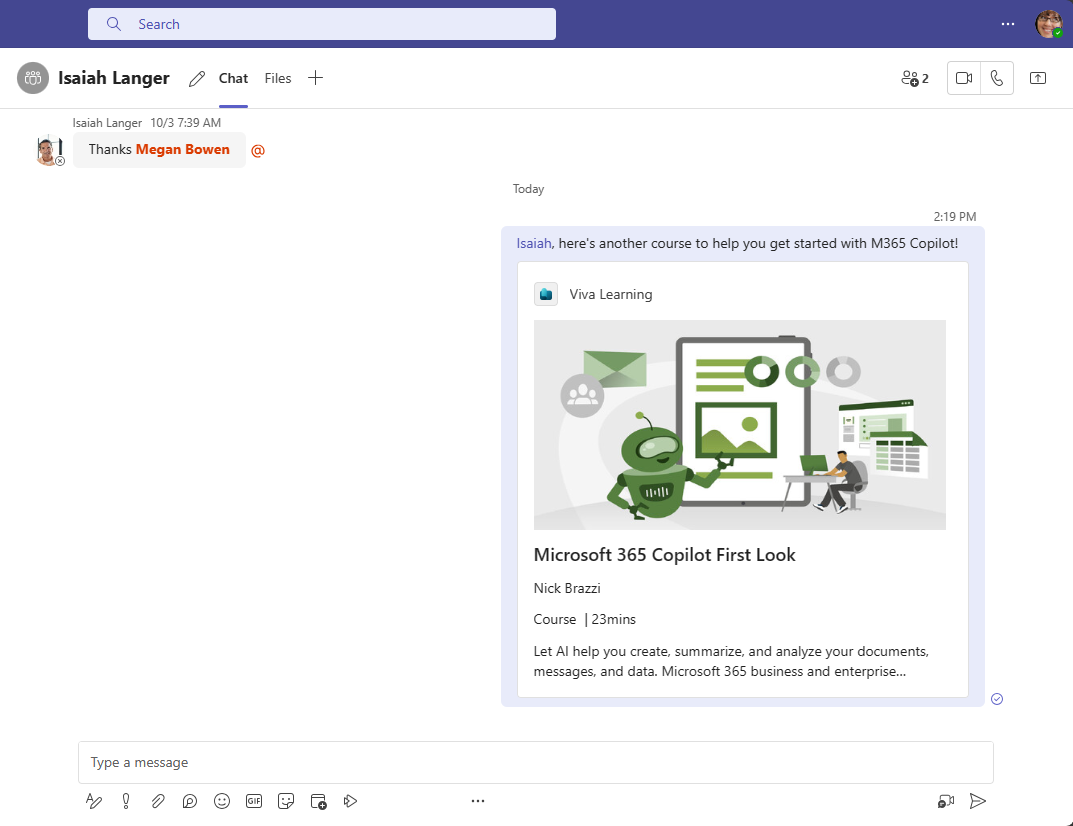 Search
Isaiah Langer
Chat
Files
2
Isaiah Langer 10/3 7:39 AM
Thanks Megan Bowen
@
Today
2:19 PM
Isaiah, here's another course to help you get started with M365 Copilot!
Viva Learning
Microsoft 365 Copilot First Look
Nick Brazzi
Course | 23mins
Let AI help you create, summarize, and analyze your documents,
messages, and data. Microsoft 365 business and enterprise...
Type a message
GIF